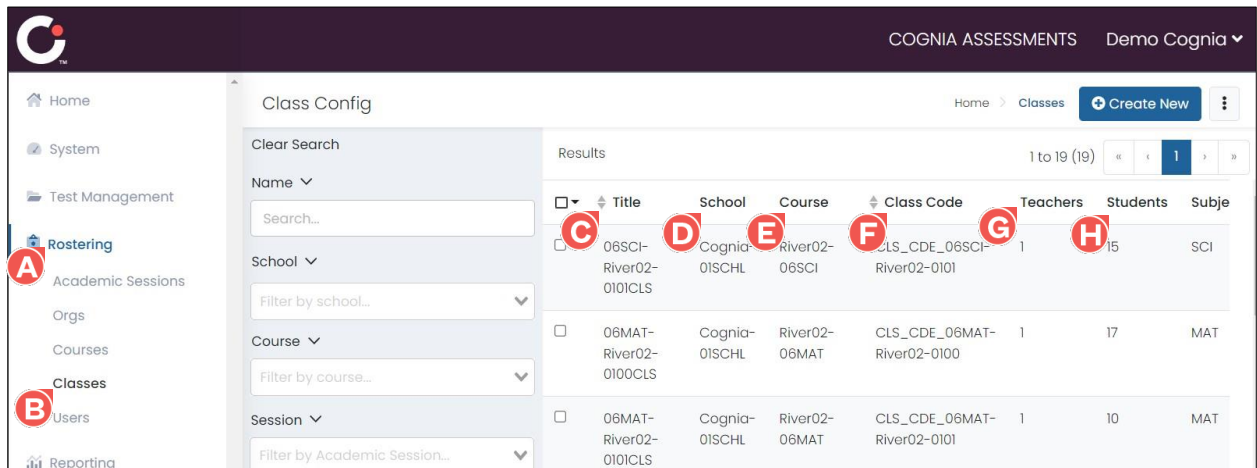 TM
COGNIA ASSESSMENTS Demo Cognia
Home
System
Test Management
Rostering
A
Academic Sessions
Orgs
Courses
Classes
B
Users
Reporting
Class Config
Home > Classes Create New
Clear Search
Name
Search...
School
Filter by school...
Course
Filter by course...
Session
Filter by Academic Session...
Results 1 to 19 (19) « ‹ 1 › »
Title School Course Class Code Teachers Students Subje
C D E F G H
06SCI- Cognia- River02- CLS_CDE_06SCI- 1 15 SCI
River02- 01SCHL 06SCI River02-0101
0101CLS
06MAT- Cognia- River02- CLS_CDE_06MAT- 1 17 MAT
River02- 01SCHL 06MAT River02-0100
0100CLS
06MAT- Cognia- River02- CLS_CDE_06MAT- 1 10 MAT
River02- 01SCHL 06MAT River02-0101
0101CLS